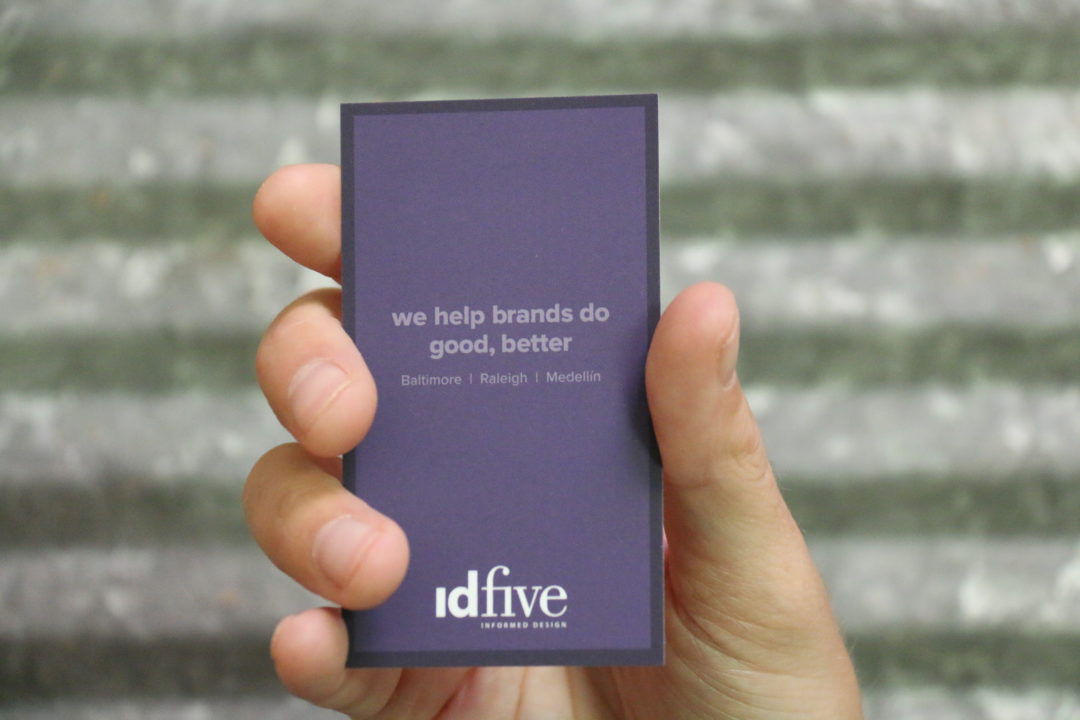 we help brands do
good, better
Baltimore | Raleigh | Medellín
idfive
INFORMED DESIGN